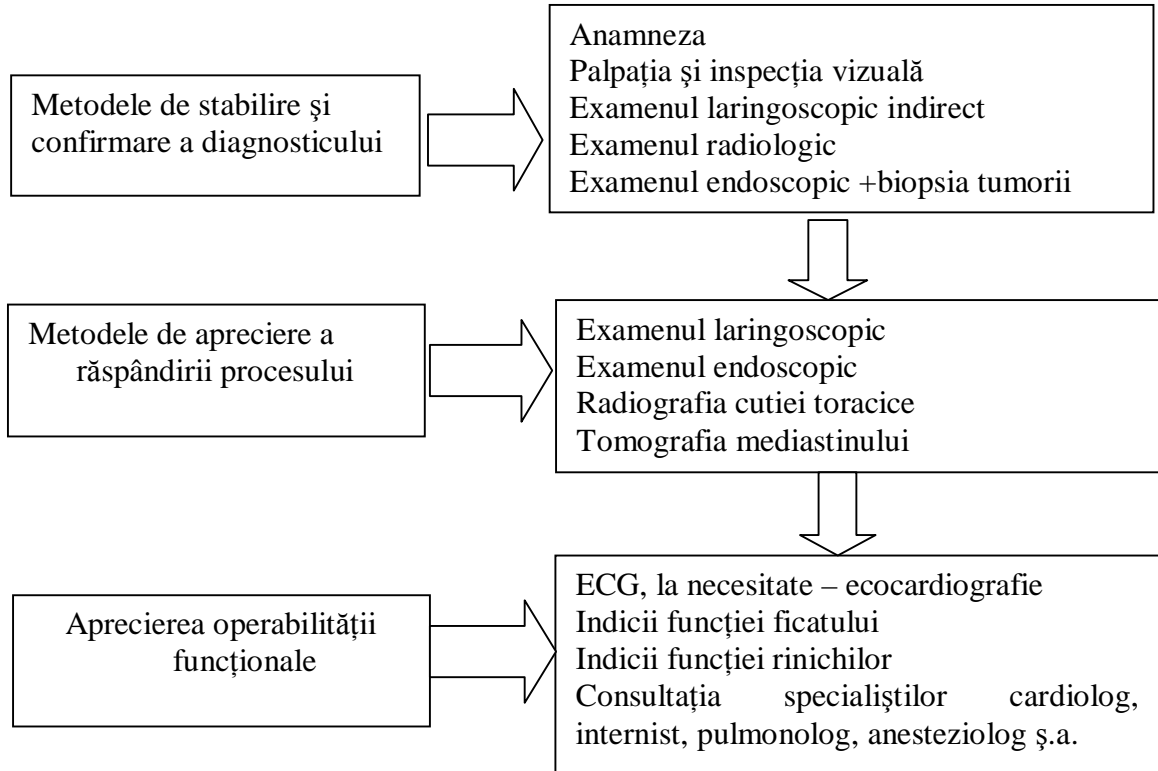 Metodele de stabilire şi
confirmare a diagnosticului
Anamneza
Palpația şi inspecția vizuală
Examenul laringoscopic indirect
Examenul radiologic
Examenul endoscopic +biopsia tumorii
Metodele de apreciere a
răspândirii procesului
Examenul laringoscopic
Examenul endoscopic
Radiografia cutiei toracice
Tomografia mediastinului
Aprecierea operabilității
funcționale
ECG, la necesitate – ecocardiografie
Indicii funcției ficatului
Indicii funcției rinichilor
Consultația specialiştilor cardiolog,
internist, pulmonolog, anesteziolog ş.a.